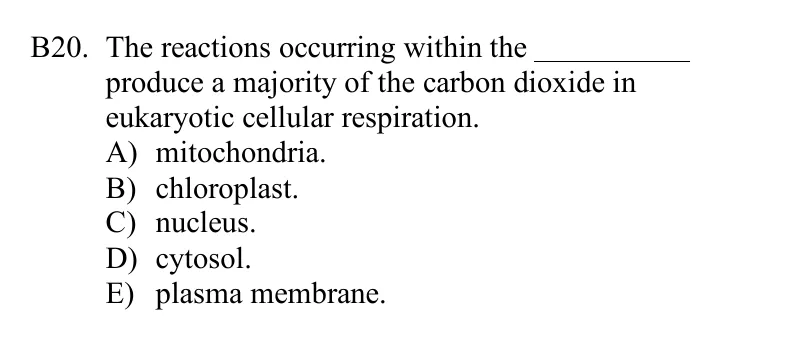 B20. The reactions occurring within the ___________
produce a majority of the carbon dioxide in
eukaryotic cellular respiration.
A) mitochondria.
B) chloroplast.
C) nucleus.
D) cytosol.
E) plasma membrane.